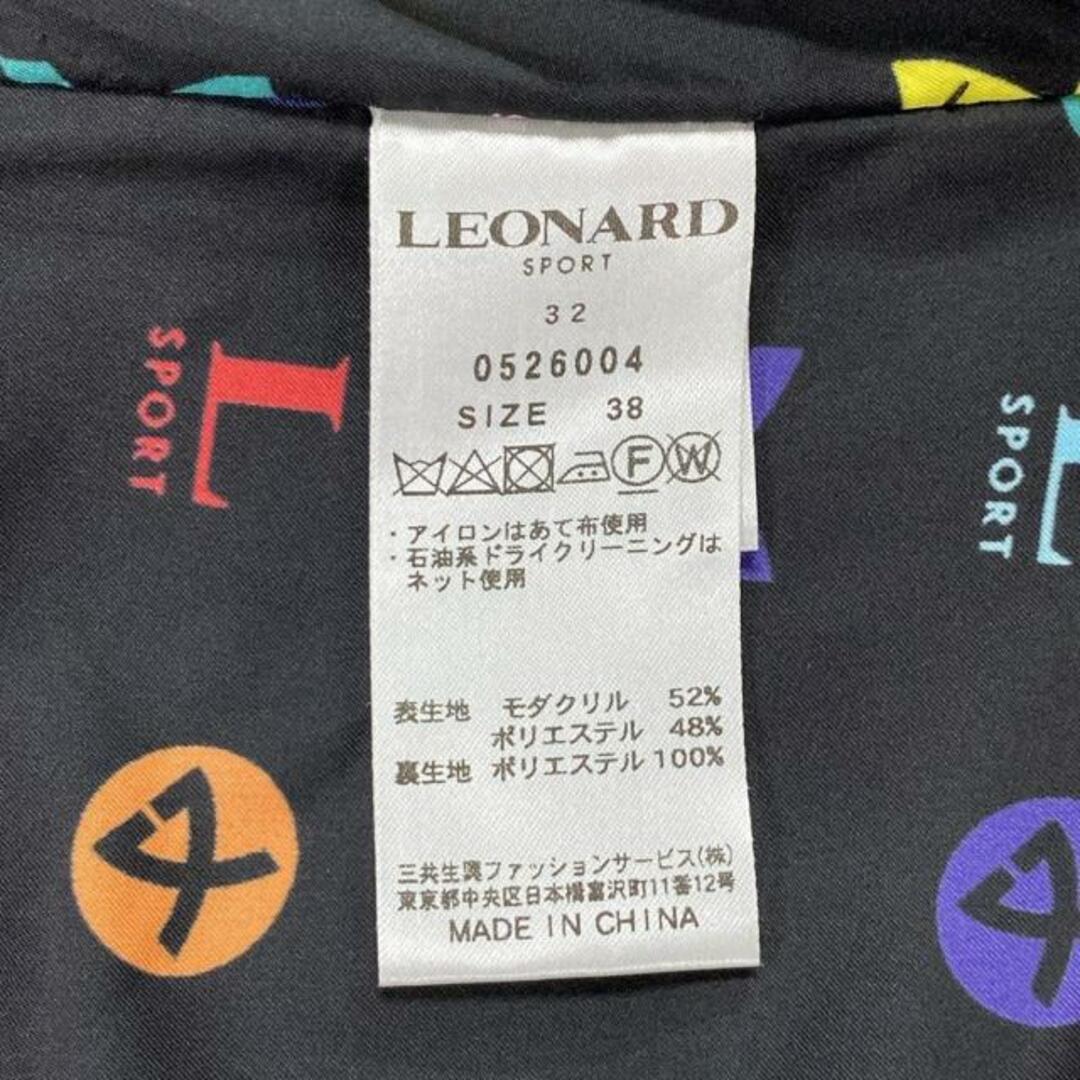 LEONARD
SPORT
32
0526004
SIZE 38
F W
・アイロンはあて布使用
・石油系ドライクリーニングは
ネット使用
表生地 モダクリル 52%
ポリエステル 48%
裏生地 ポリエステル 100%
三共生興ファッションサービス(株)
東京都中央区日本橋富沢町11番12号
MADE IN CHINA
L
SPORT
L
SPORT